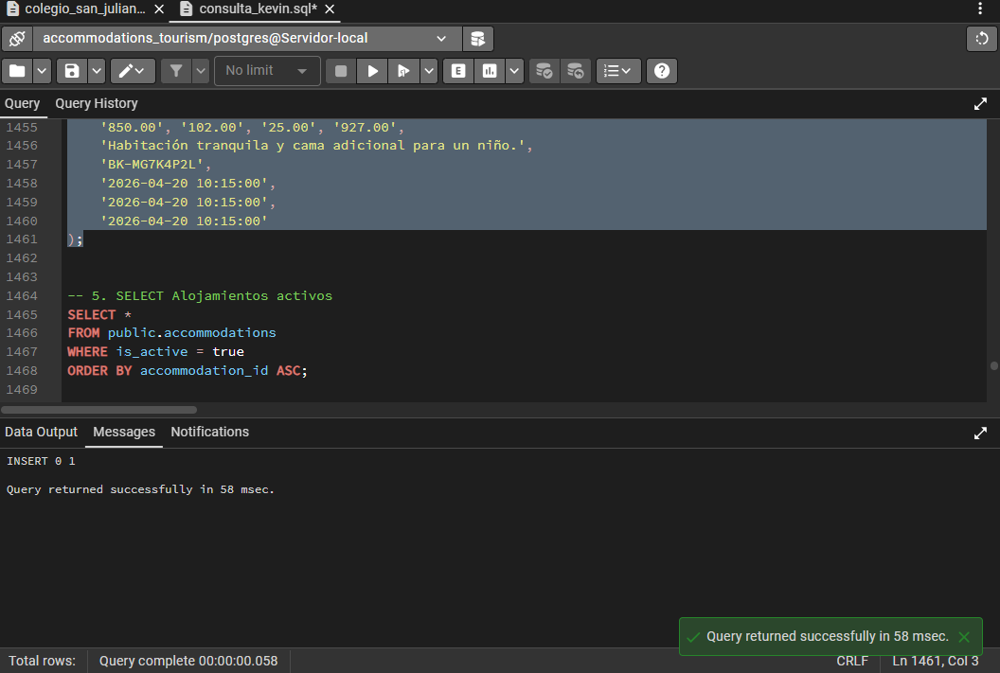 colegio_san_julian...
consulta_kevin.sql*
accommodations_tourism/postgres@Servidor-local
No limit
E
Query
Query History
1455 '850.00', '102.00', '25.00', '927.00',
1456 'Habitación tranquila y cama adicional para un niño.',
1457 'BK-MG7K4P2L',
1458 '2026-04-20 10:15:00',
1459 '2026-04-20 10:15:00',
1460 '2026-04-20 10:15:00'
1461 );
1462
1463
1464 -- 5. SELECT Alojamientos activos
1465 SELECT *
1466 FROM public.accommodations
1467 WHERE is_active = true
1468 ORDER BY accommodation_id ASC;
1469
Data Output
Messages
Notifications
INSERT 0 1
Query returned successfully in 58 msec.
Query returned successfully in 58 msec.
Total rows:
Query complete 00:00:00.058
CRLF
Ln 1461, Col 3